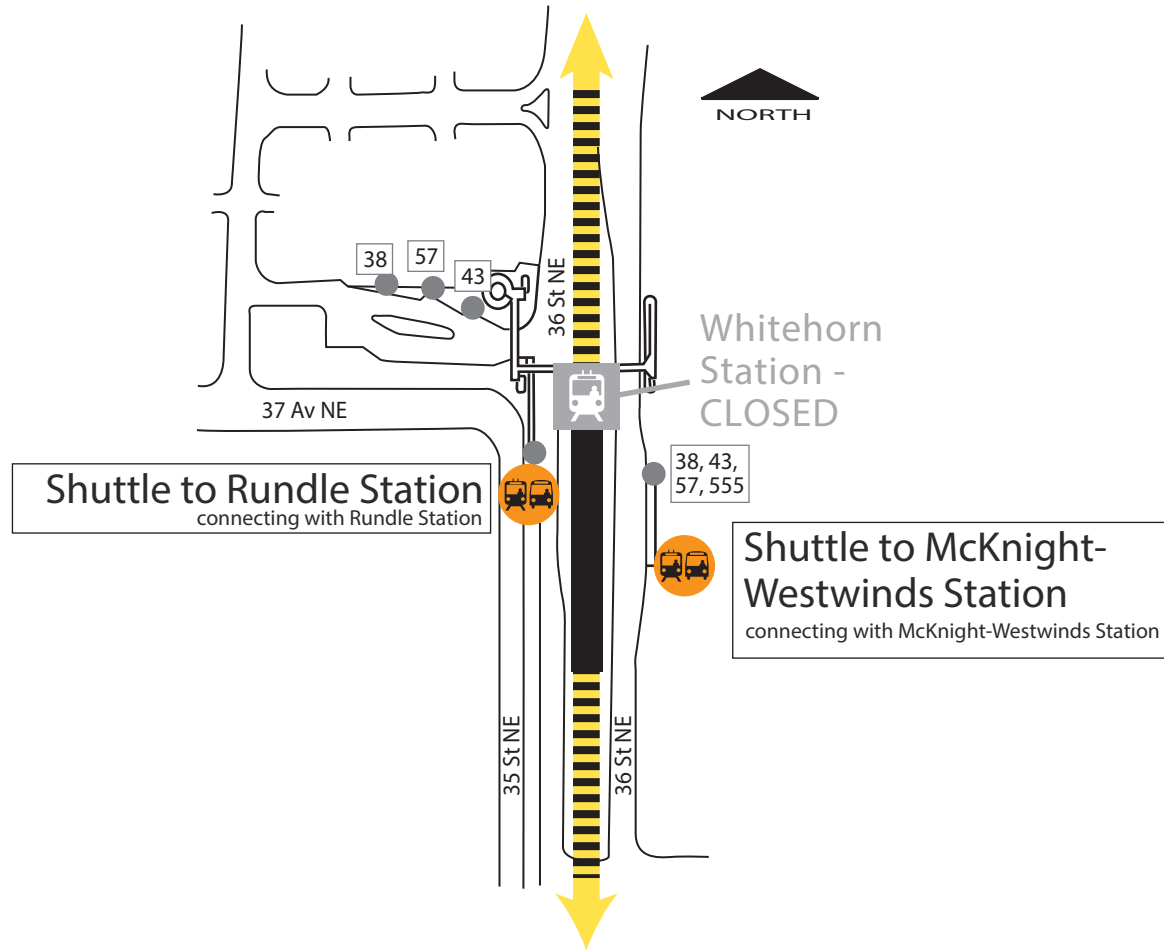 NORTH
38
57
43
36 St NE
Whitehorn
Station -
CLOSED
37 Av NE
Shuttle to Rundle Station
connecting with Rundle Station
38, 43,
57, 555
Shuttle to McKnight-
Westwinds Station
connecting with McKnight-Westwinds Station
35 St NE
36 St NE